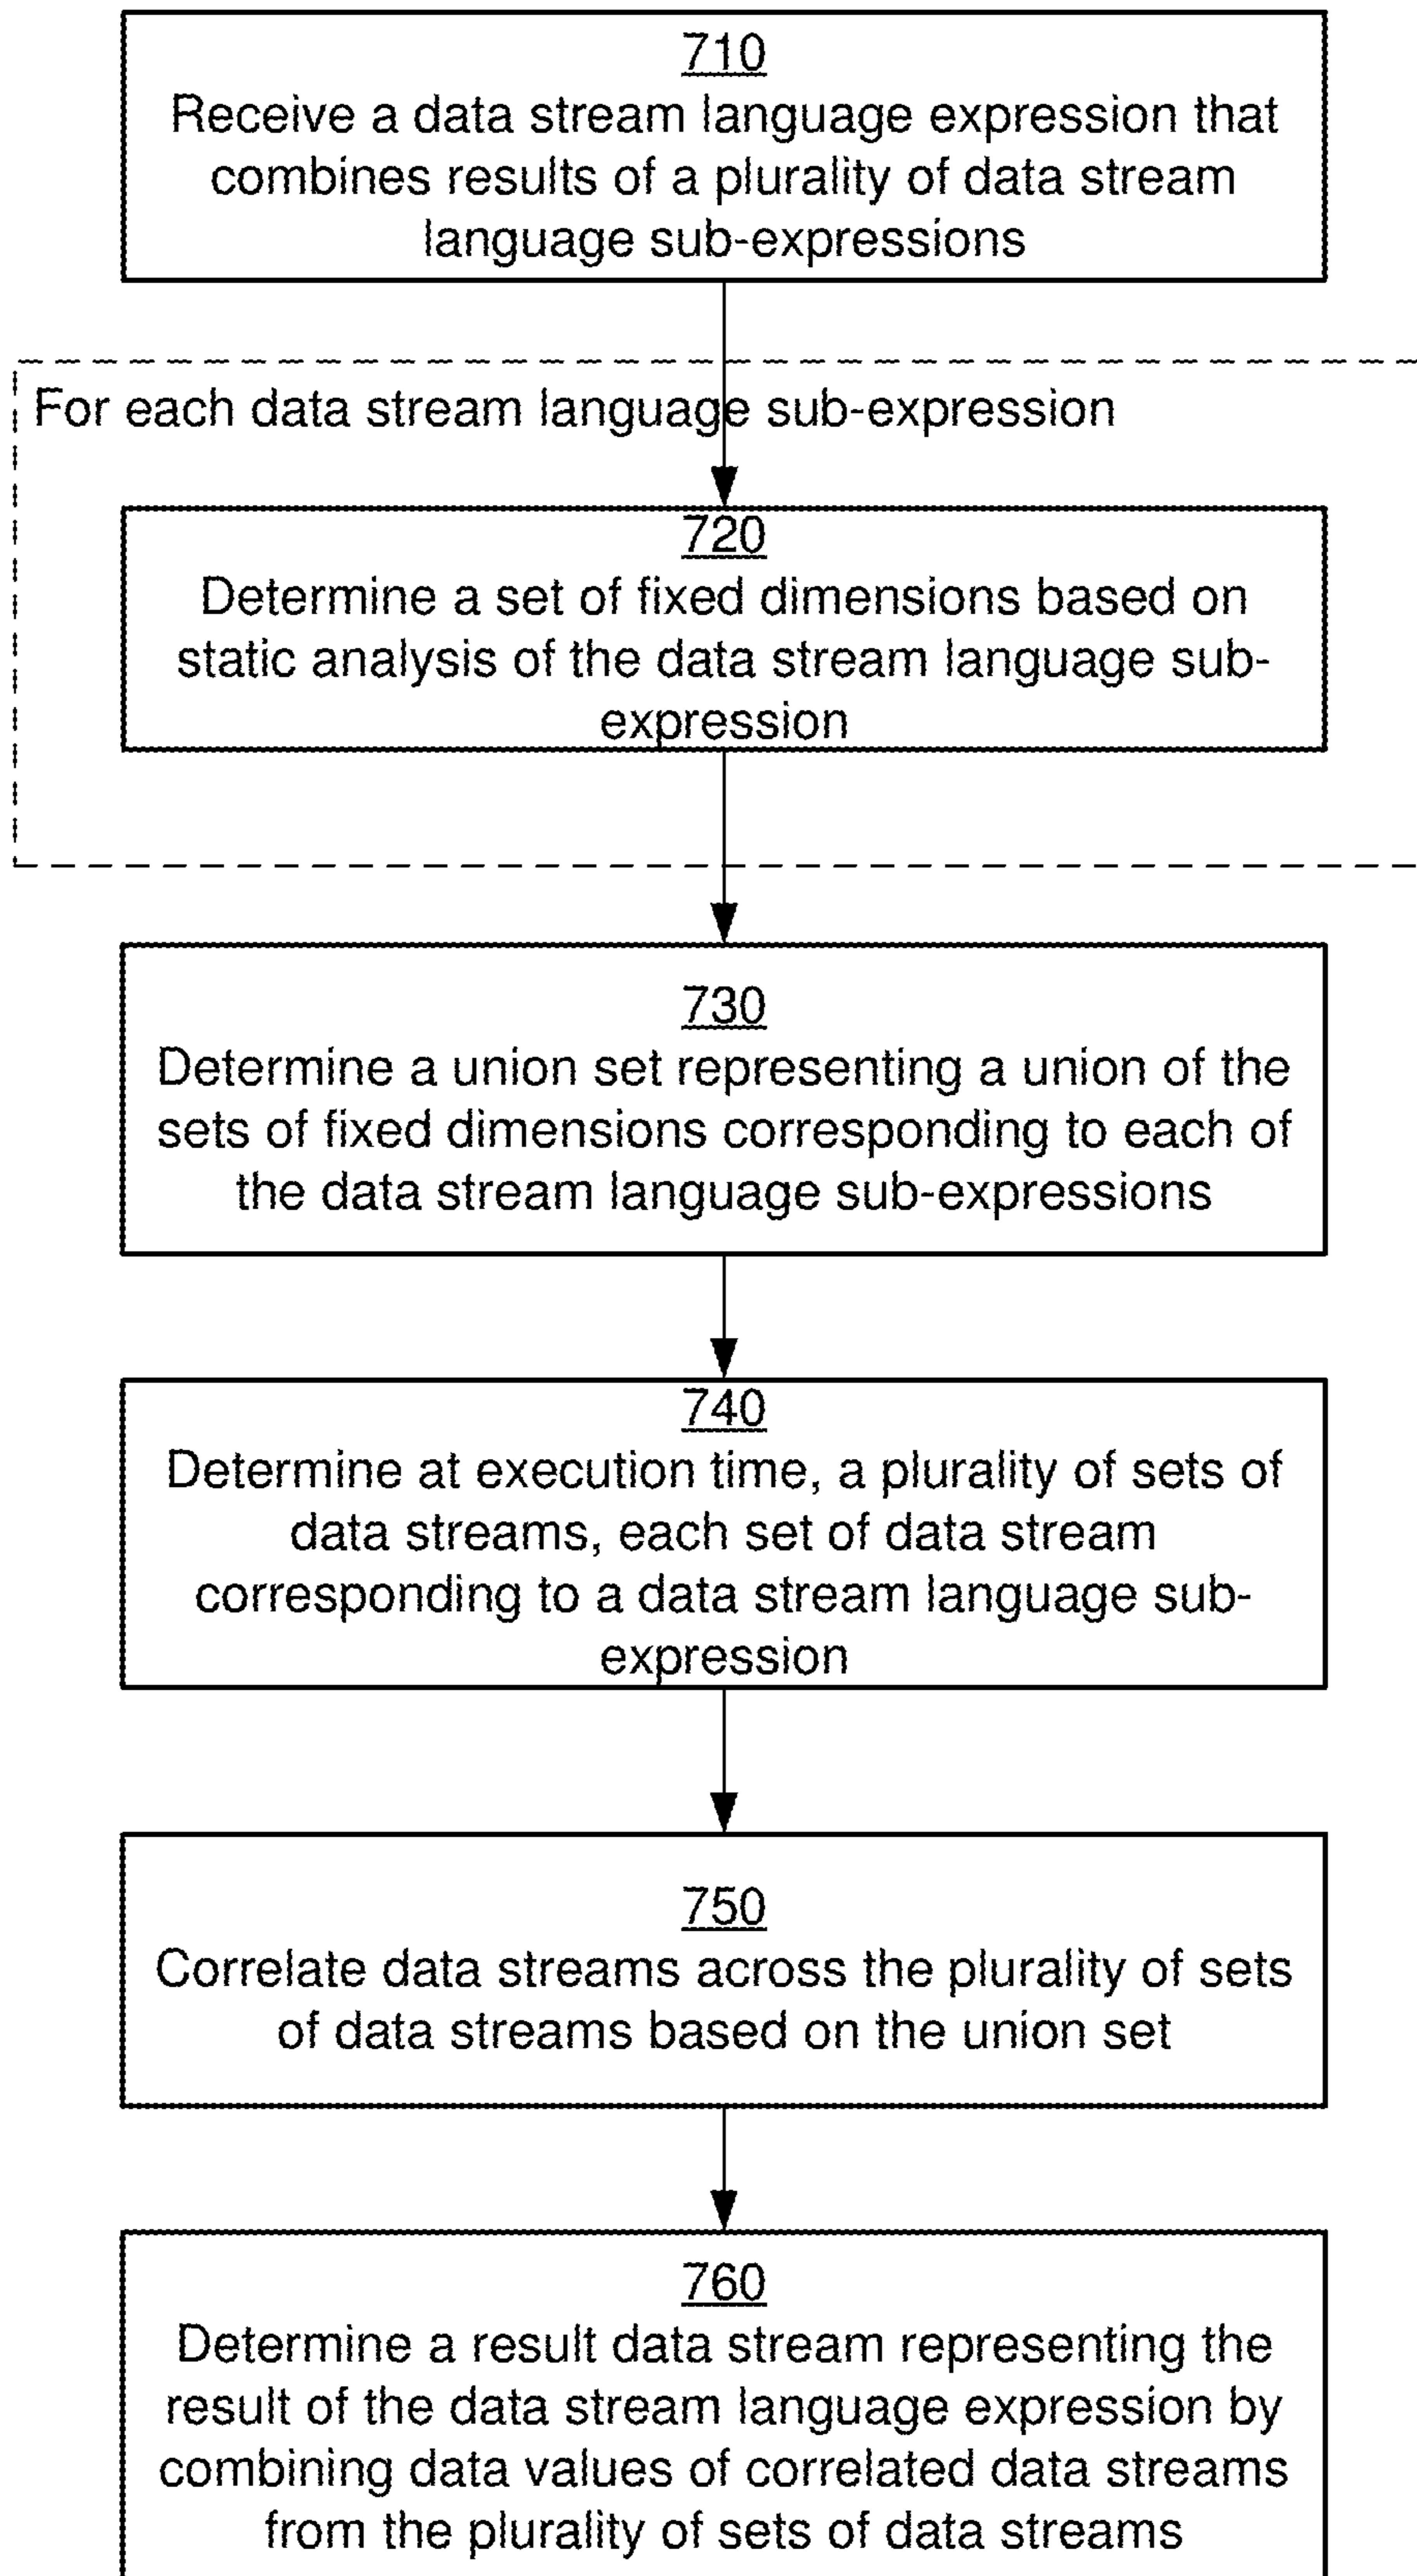 710
Receive a data stream language expression that
combines results of a plurality of data stream
language sub-expressions
For each data stream language sub-expression
720
Determine a set of fixed dimensions based on
static analysis of the data stream language sub-
expression
730
Determine a union set representing a union of the
sets of fixed dimensions corresponding to each of
the data stream language sub-expressions
740
Determine at execution time, a plurality of sets of
data streams, each set of data stream
corresponding to a data stream language sub-
expression
750
Correlate data streams across the plurality of sets
of data streams based on the union set
760
Determine a result data stream representing the
result of the data stream language expression by
combining data values of correlated data streams
from the plurality of sets of data streams